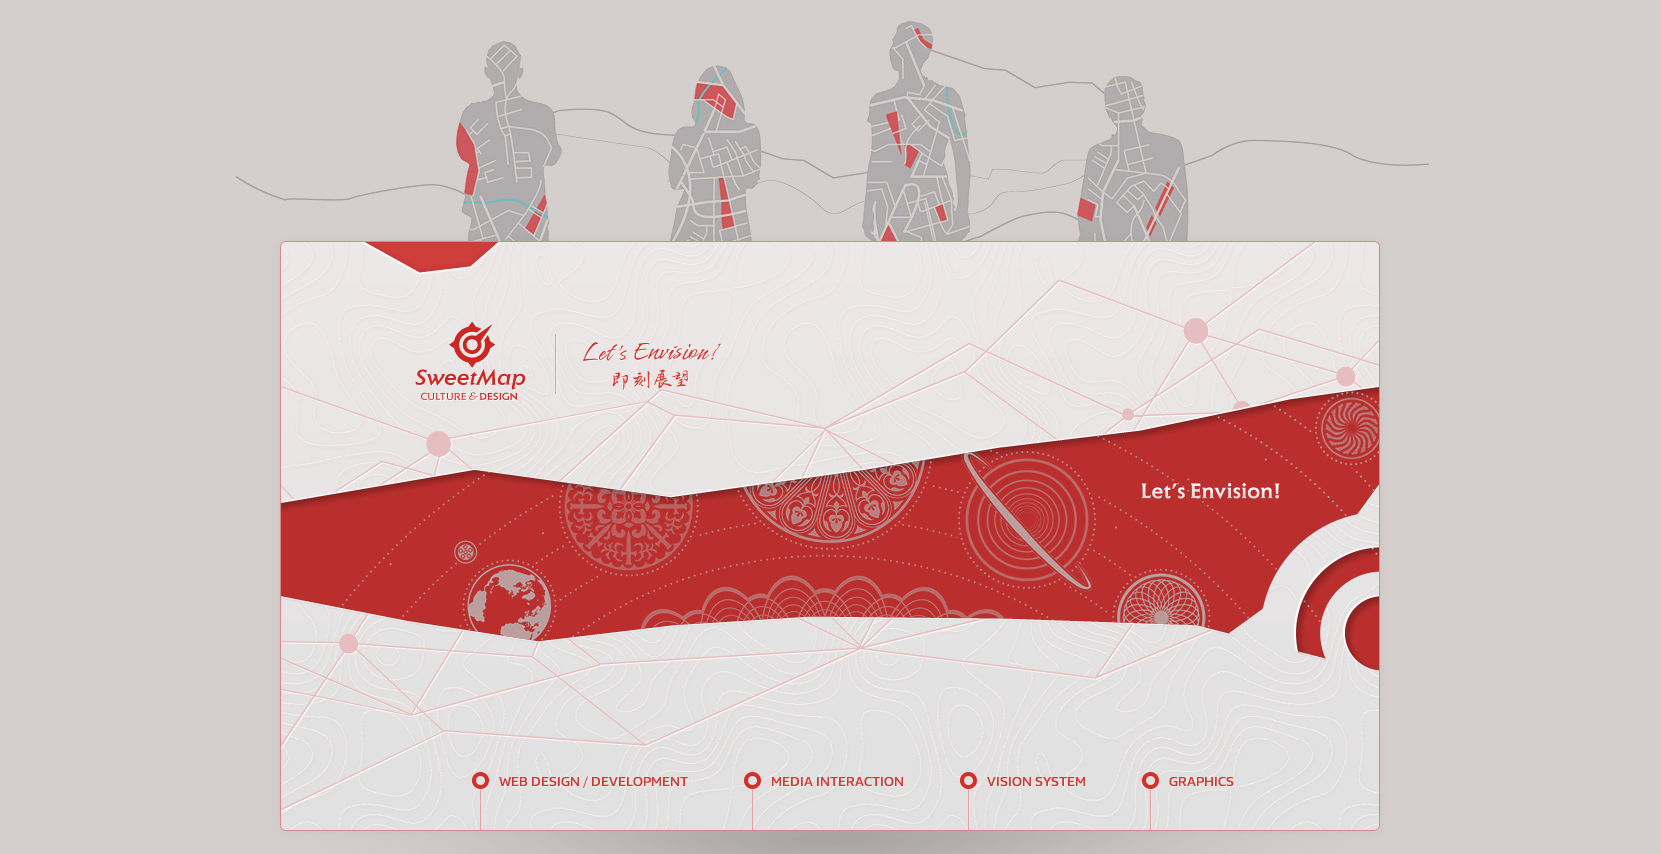 SweetMap
CULTURE & DESIGN
Let's Envision!
即刻展望
Let's Envision!
WEB DESIGN / DEVELOPMENT
MEDIA INTERACTION
VISION SYSTEM
GRAPHICS